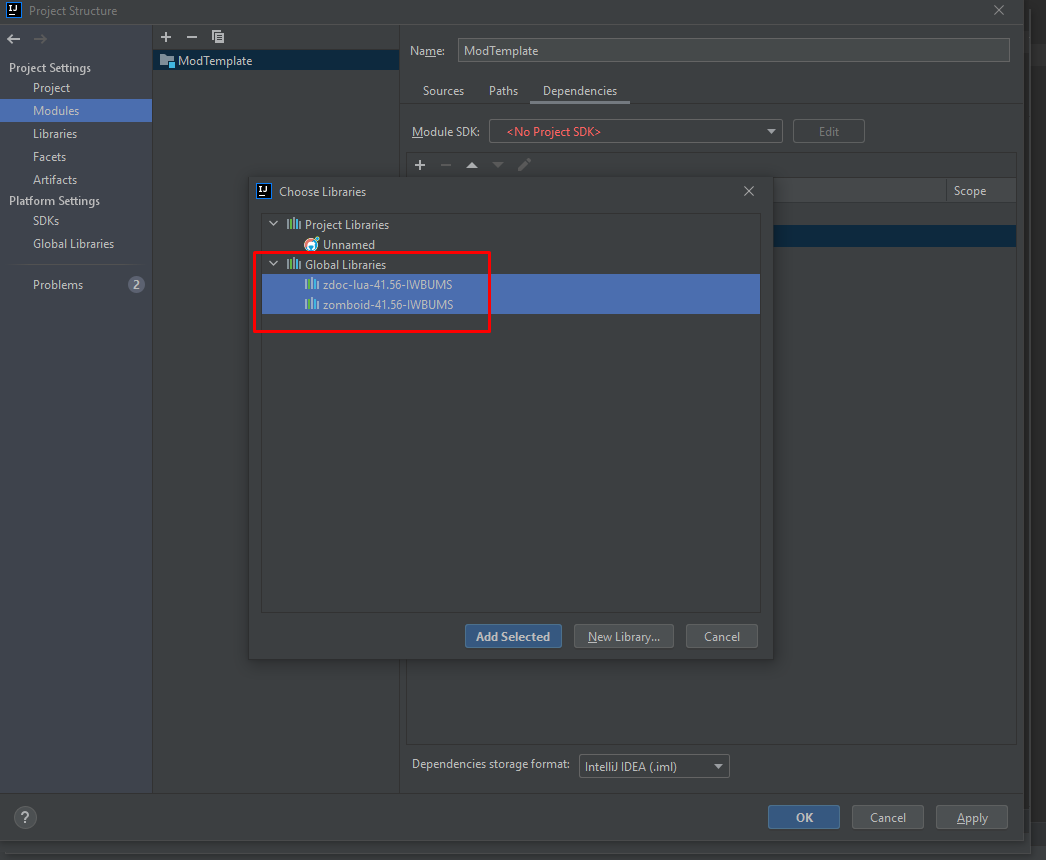 Project Structure
Project Settings
Project
Modules
Libraries
Facets
Artifacts
Platform Settings
SDKs
Global Libraries
Problems
2
ModTemplate
Name:
ModTemplate
Sources
Paths
Dependencies
Module SDK:
<No Project SDK>
Edit
Scope
Choose Libraries
Project Libraries
Unnamed
Global Libraries
zdoc-lua-41.56-IWBUMS
zomboid-41.56-IWBUMS
Add Selected
New Library...
Cancel
Dependencies storage format:
IntelliJ IDEA (.iml)
?
OK
Cancel
Apply